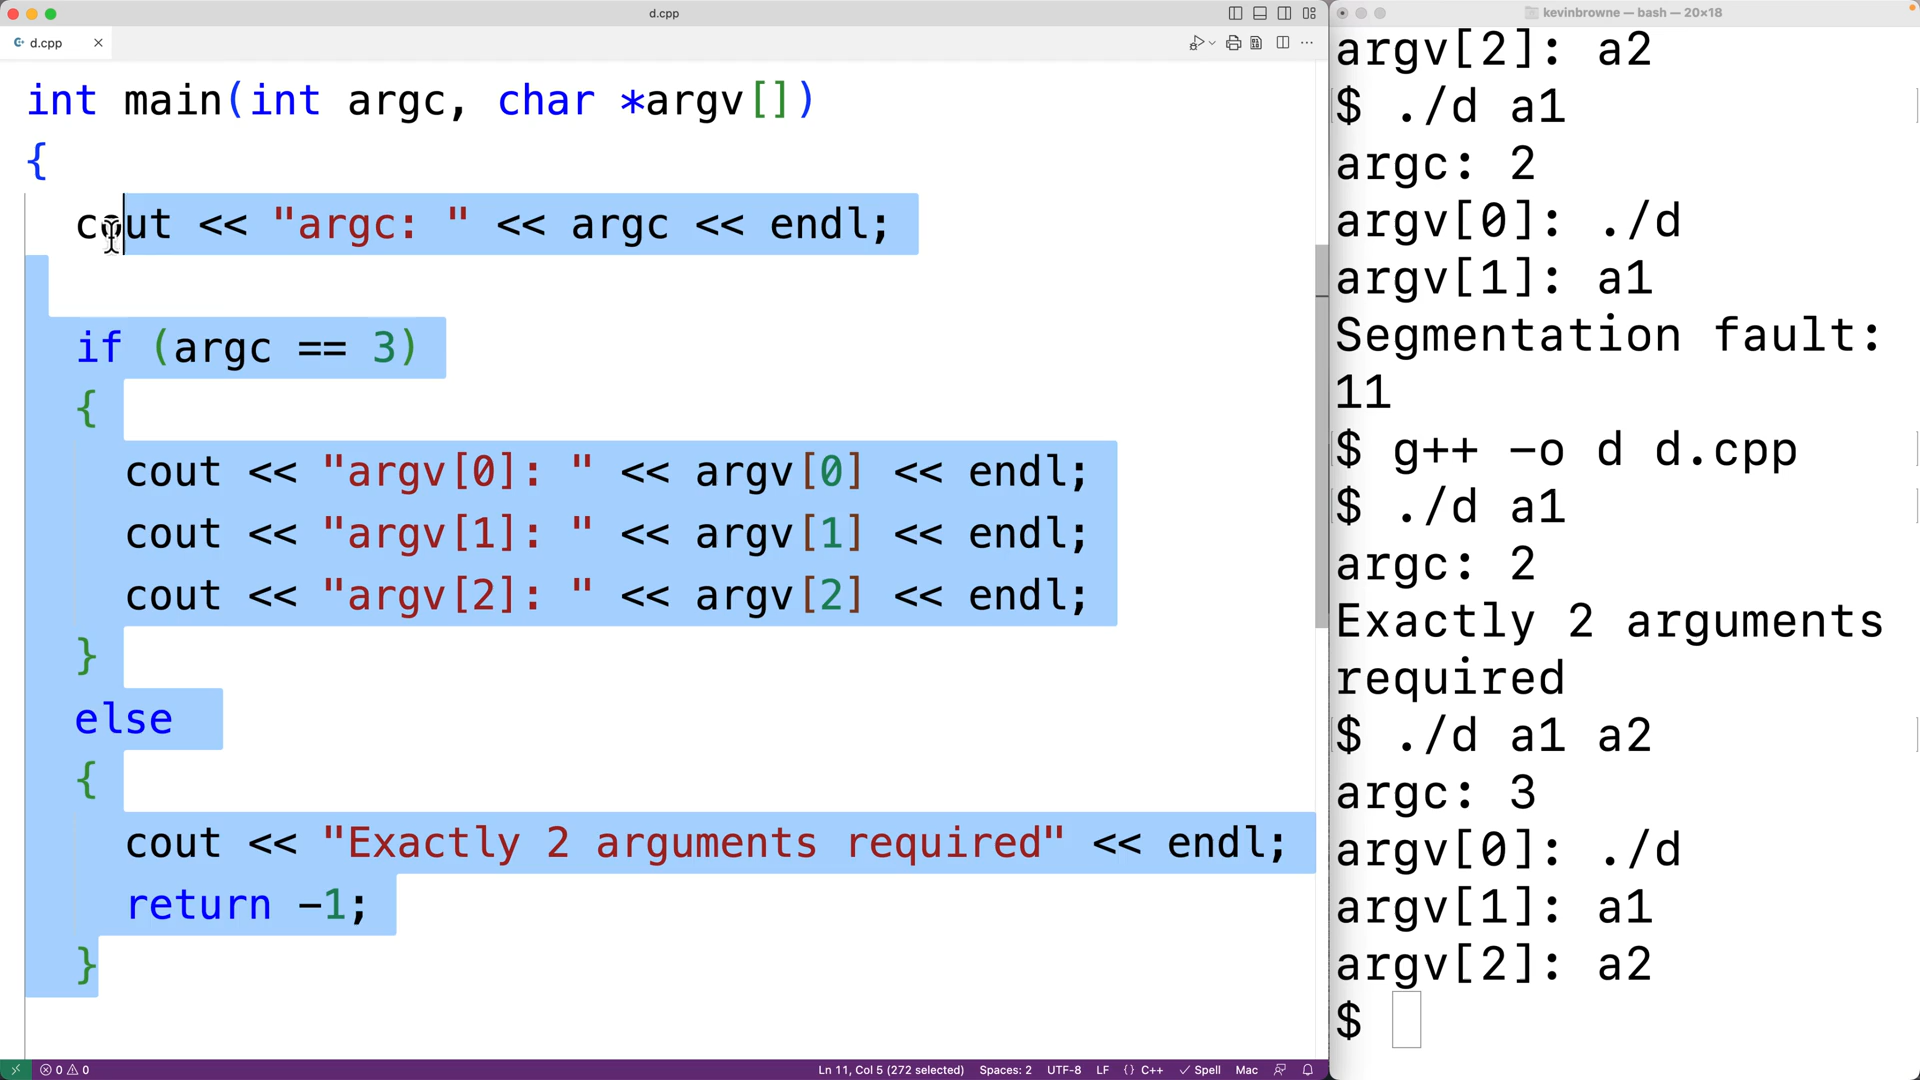 d.cpp
d.cpp
int main(int argc, char *argv[])
{
cout << "argc: " << argc << endl;
if (argc == 3)
{
cout << "argv[0]: " << argv[0] << endl;
cout << "argv[1]: " << argv[1] << endl;
cout << "argv[2]: " << argv[2] << endl;
}
else
{
cout << "Exactly 2 arguments required" << endl;
return -1;
}
0 0
Ln 11, Col 5 (272 selected) Spaces: 2 UTF-8 LF {} C++ Spell Mac
kevinbrowne — bash — 20×18
argv[2]: a2
$ ./d a1
argc: 2
argv[0]: ./d
argv[1]: a1
Segmentation fault:
11
$ g++ -o d d.cpp
$ ./d a1
argc: 2
Exactly 2 arguments
required
$ ./d a1 a2
argc: 3
argv[0]: ./d
argv[1]: a1
argv[2]: a2
$